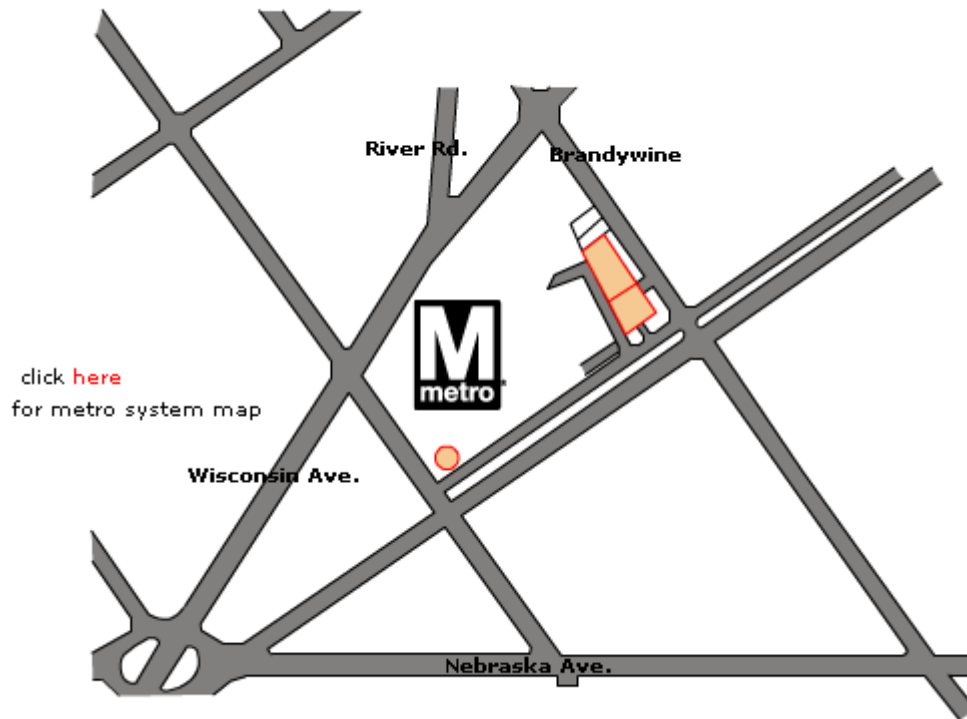 River Rd.
Brandywine
M
metro
click here
for metro system map
Wisconsin Ave.
Nebraska Ave.